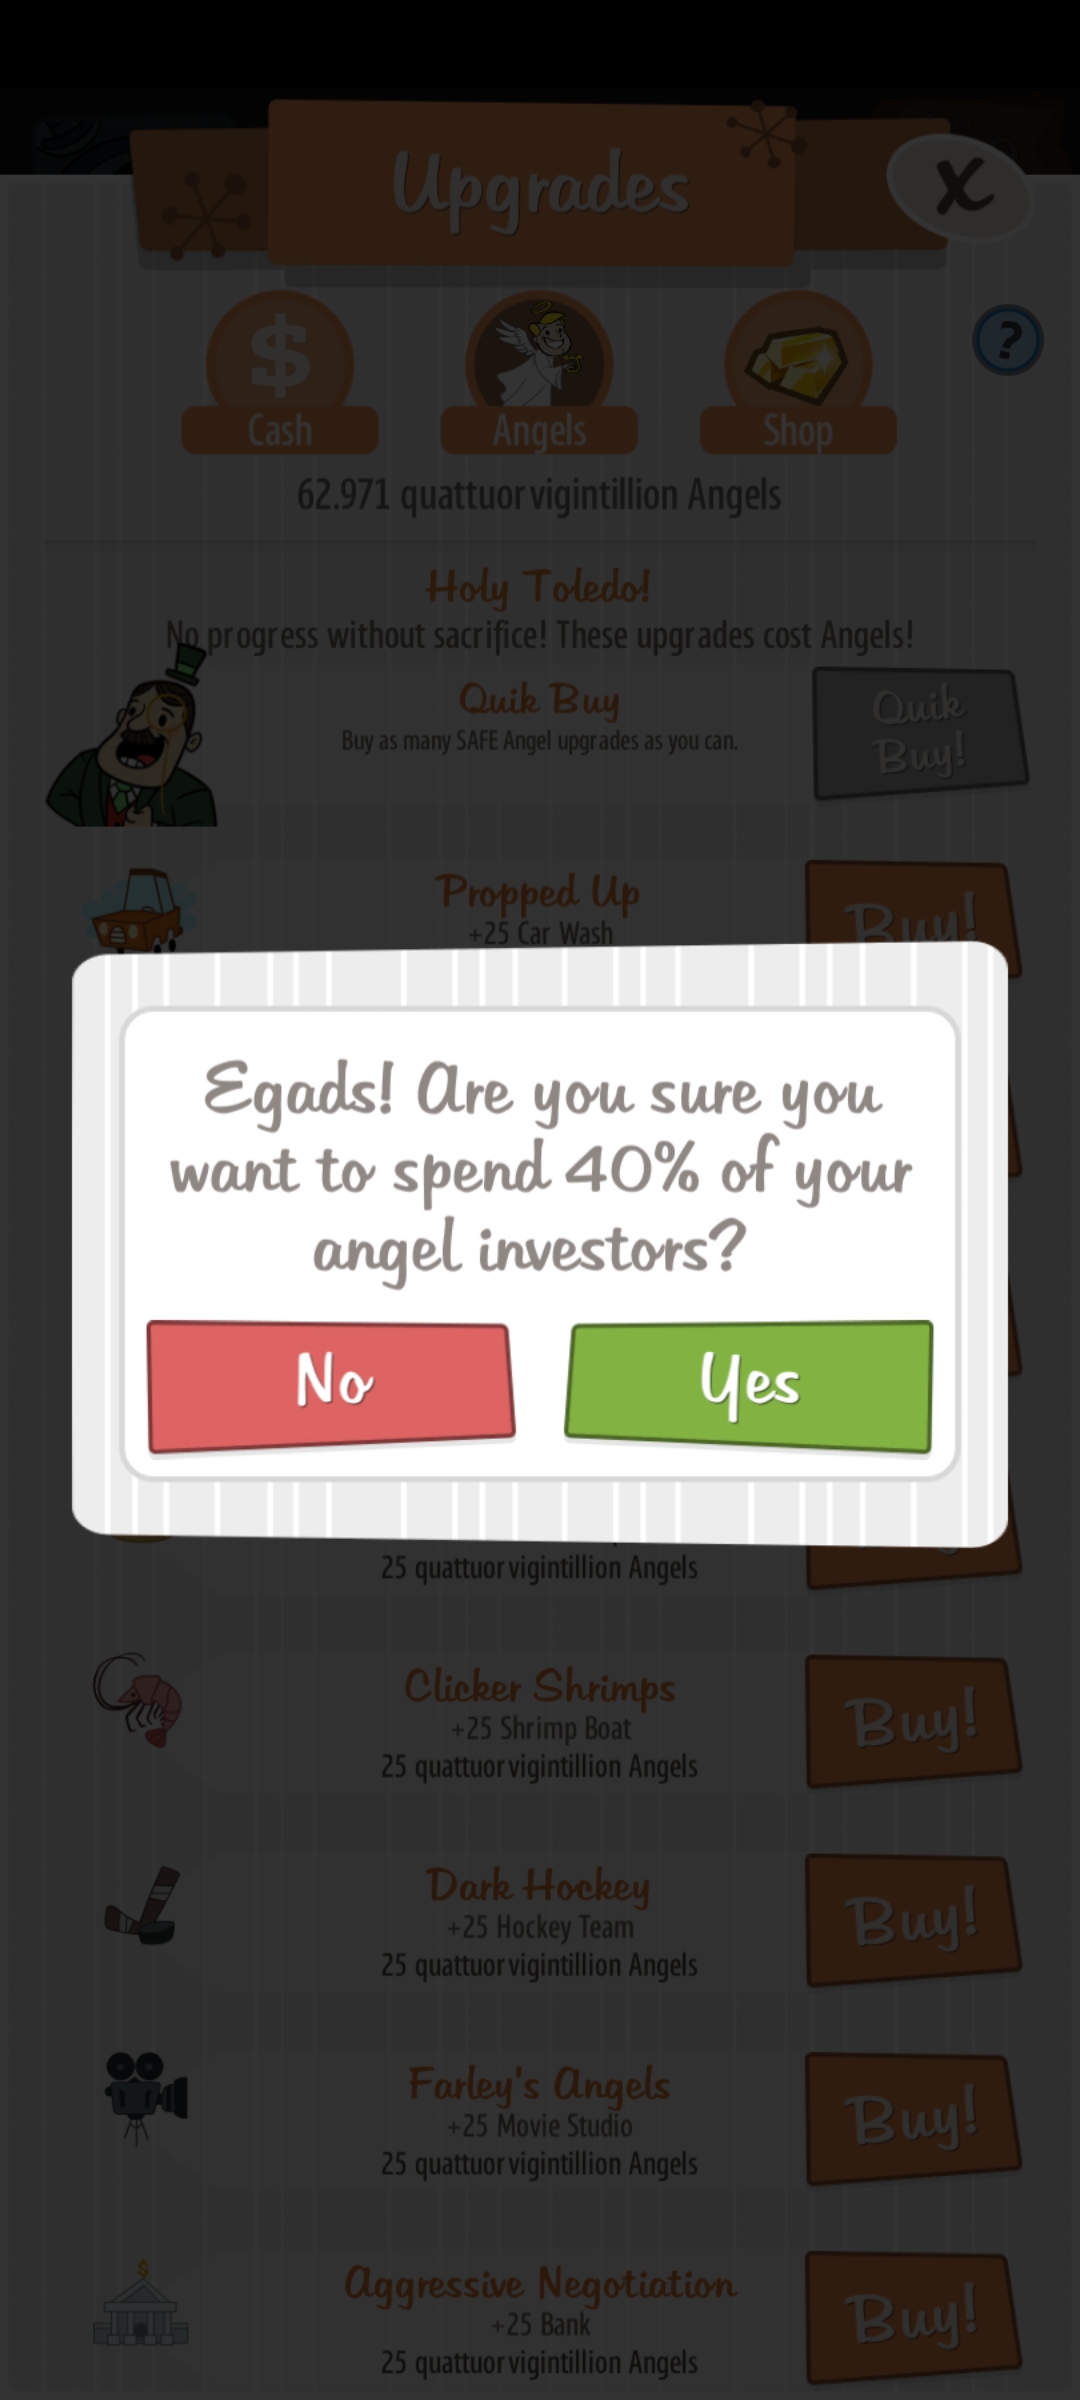 Upgrades
X
$
Cash
Angels
Shop
?
62.971 quattuorvigintillion Angels
Holy Toledo!
No progress without sacrifice! These upgrades cost Angels!
Quik Buy
Buy as many SAFE Angel upgrades as you can.
Quik
Buy!
Propped Up
+25 Car Wash
Buy!
Egads! Are you sure you
want to spend 40% of your
angel investors?
No
Yes
25 quattuorvigintillion Angels
Clicker Shrimps
+25 Shrimp Boat
25 quattuorvigintillion Angels
Buy!
Dark Hockey
+25 Hockey Team
25 quattuorvigintillion Angels
Buy!
Farley's Angels
+25 Movie Studio
25 quattuorvigintillion Angels
Buy!
Aggressive Negotiation
+25 Bank
25 quattuorvigintillion Angels
Buy!